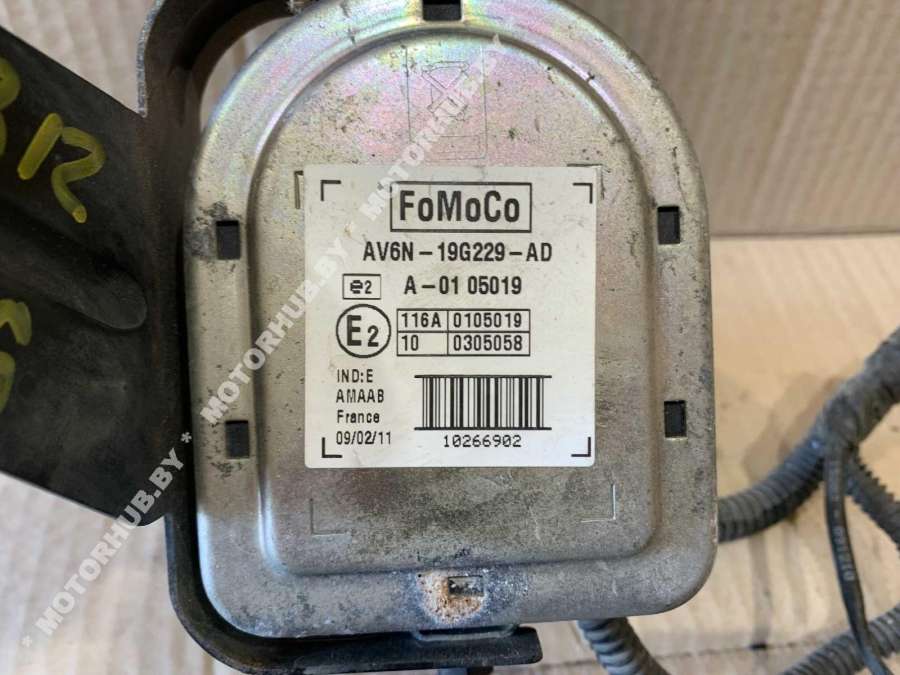 FoMoCo
AV6N-19G229-AD
e2 A-01 05019
E2 116A 0105019
10 0305058
IND:E
AMAAB
France
09/02/11
10266902
* MOTORHUB.BY * MOTORHUB.BY * MOTORHUB.BY